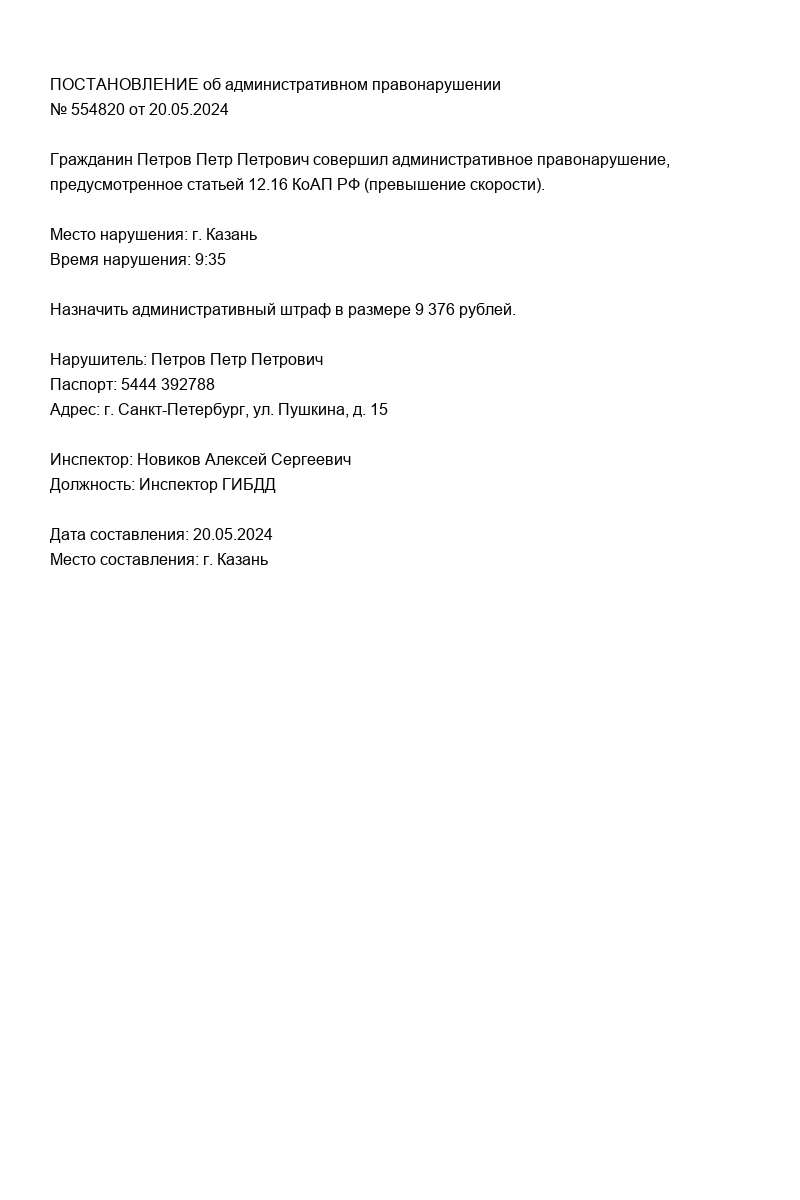 ПОСТАНОВЛЕНИЕ об административном правонарушении
№ 554820 от 20.05.2024
Гражданин Петров Петр Петрович совершил административное правонарушение,
предусмотренное статьей 12.16 КоАП РФ (превышение скорости).
Место нарушения: г. Казань
Время нарушения: 9:35
Назначить административный штраф в размере 9 376 рублей.
Нарушитель: Петров Петр Петрович
Паспорт: 5444 392788
Адрес: г. Санкт-Петербург, ул. Пушкина, д. 15
Инспектор: Новиков Алексей Сергеевич
Должность: Инспектор ГИБДД
Дата составления: 20.05.2024
Место составления: г. Казань